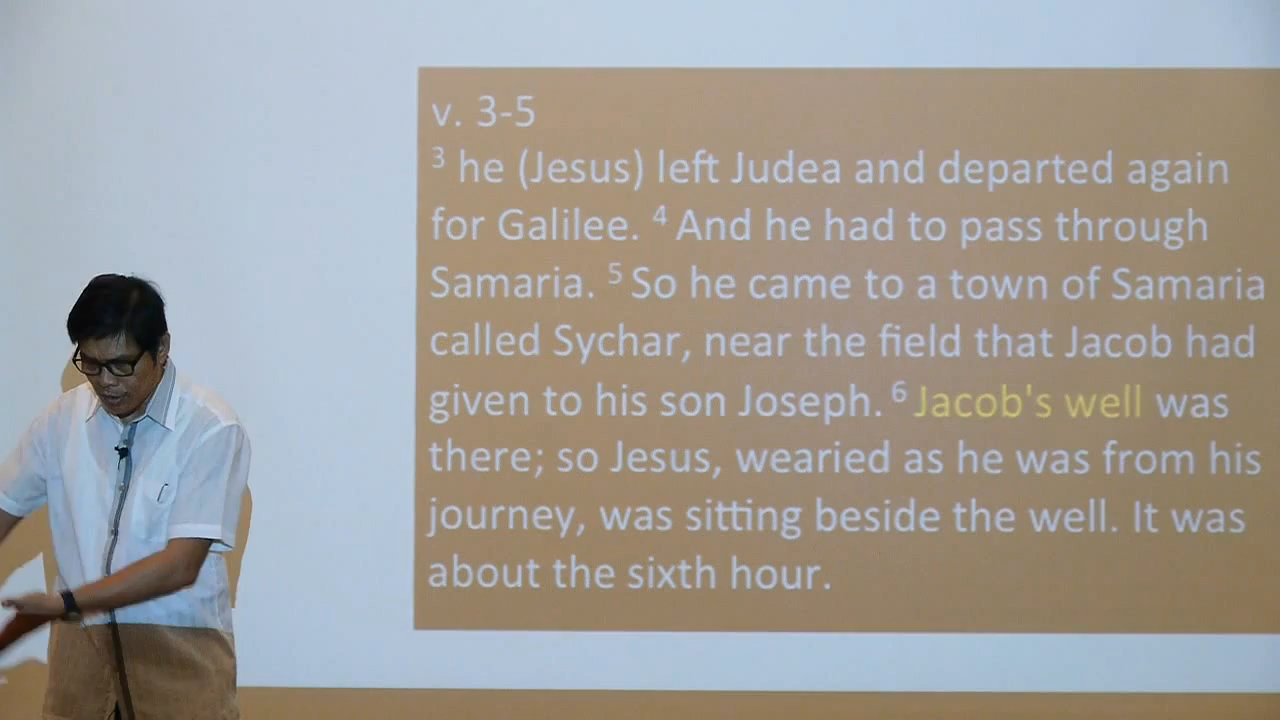 v. 3-5
3 he (Jesus) left Judea and departed again
for Galilee. 4 And he had to pass through
Samaria. 5 So he came to a town of Samaria
called Sychar, near the field that Jacob had
given to his son Joseph. 6 Jacob's well was
there; so Jesus, wearied as he was from his
journey, was sitting beside the well. It was
about the sixth hour.